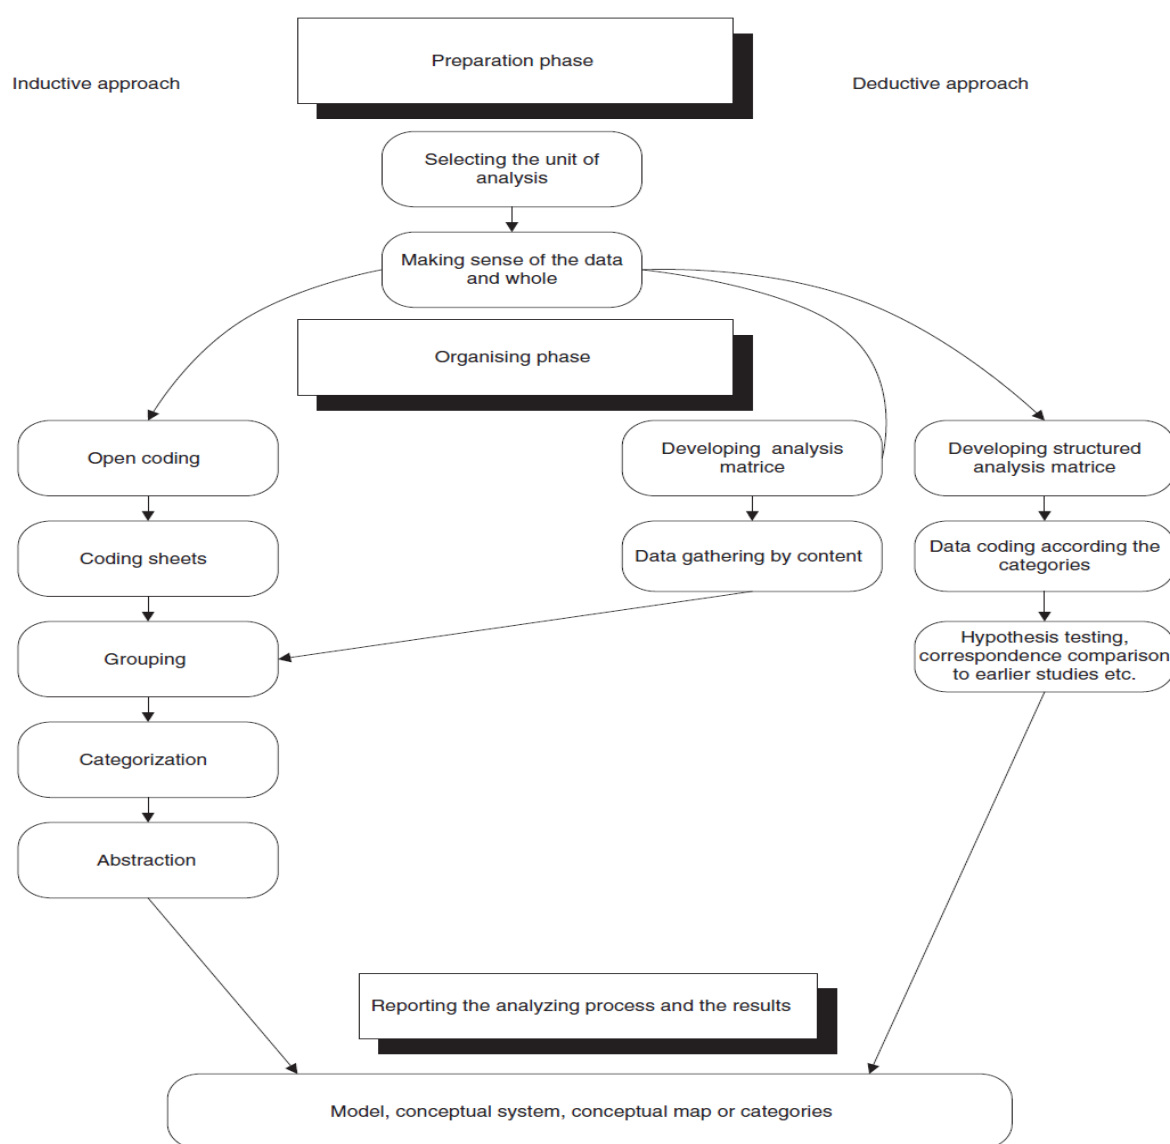 Preparation phase
Inductive approach
Deductive approach
Selecting the unit of
analysis
Making sense of the data
and whole
Organising phase
Open coding
Developing analysis
matrice
Developing structured
analysis matrice
Coding sheets
Data gathering by content
Data coding according the
categories
Grouping
Hypothesis testing,
correspondence comparison
to earlier studies etc.
Categorization
Abstraction
Reporting the analyzing process and the results
Model, conceptual system, conceptual map or categories